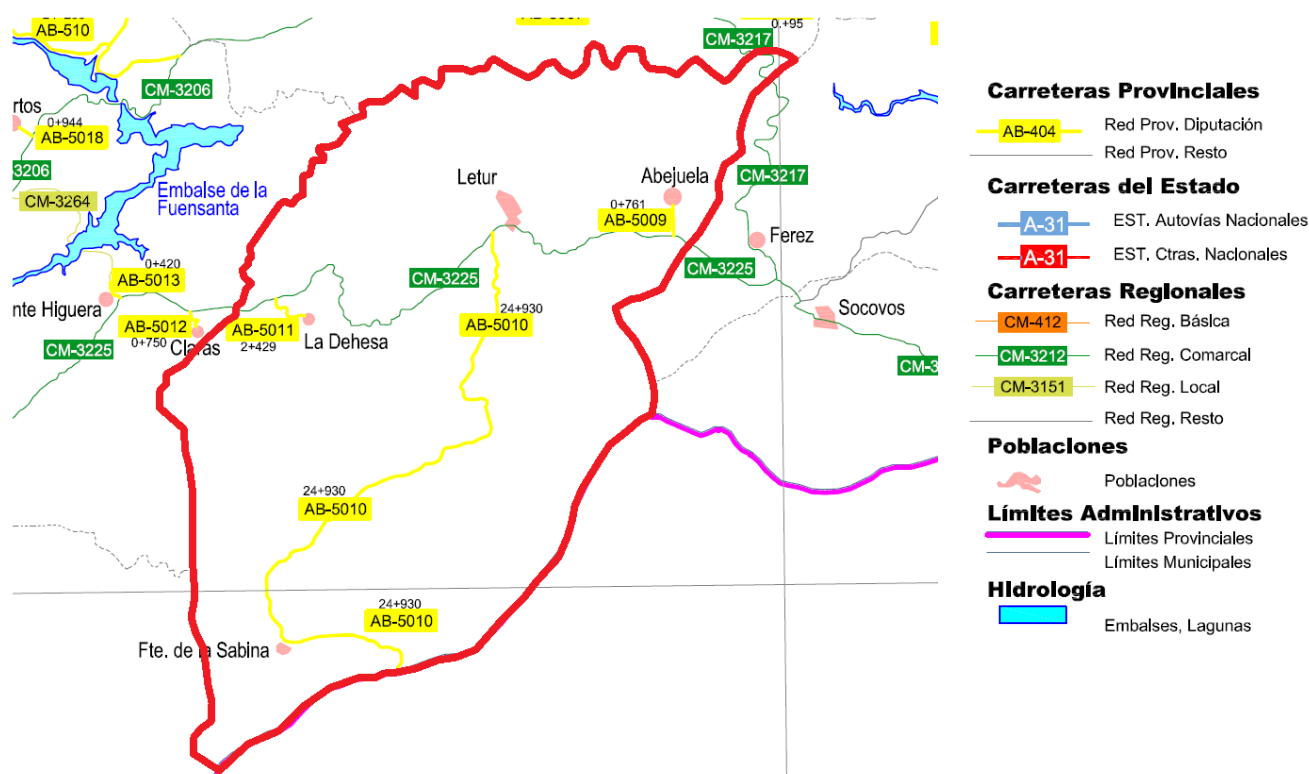 AB-510
CM-3217
0.+95
CM-3206
rtos
0+944
AB-5018
3206
CM-3264
Embalse de la
Fuensanta
Letur
Abejuela
0+761
AB-5009
CM-3217
Ferez
CM-3225
CM-3225
0+420
AB-5013
nte Higuera
AB-5012
0+750
Claras
AB-5011
2+429
La Dehesa
CM-3225
24+930
AB-5010
Socovos
CM-3
24+930
AB-5010
24+930
AB-5010
Fte. de la Sabina
Carreteras Provinciales
AB-404
Red Prov. Diputación
Red Prov. Resto
Carreteras del Estado
A-31
EST. Autovías Nacionales
A-31
EST. Ctras. Nacionales
Carreteras Regionales
CM-412
Red Reg. Básica
CM-3212
Red Reg. Comarcal
CM-3151
Red Reg. Local
Red Reg. Resto
Poblaciones
Poblaciones
Límites Administrativos
Límites Provinciales
Límites Municipales
Hidrología
Embalses, Lagunas